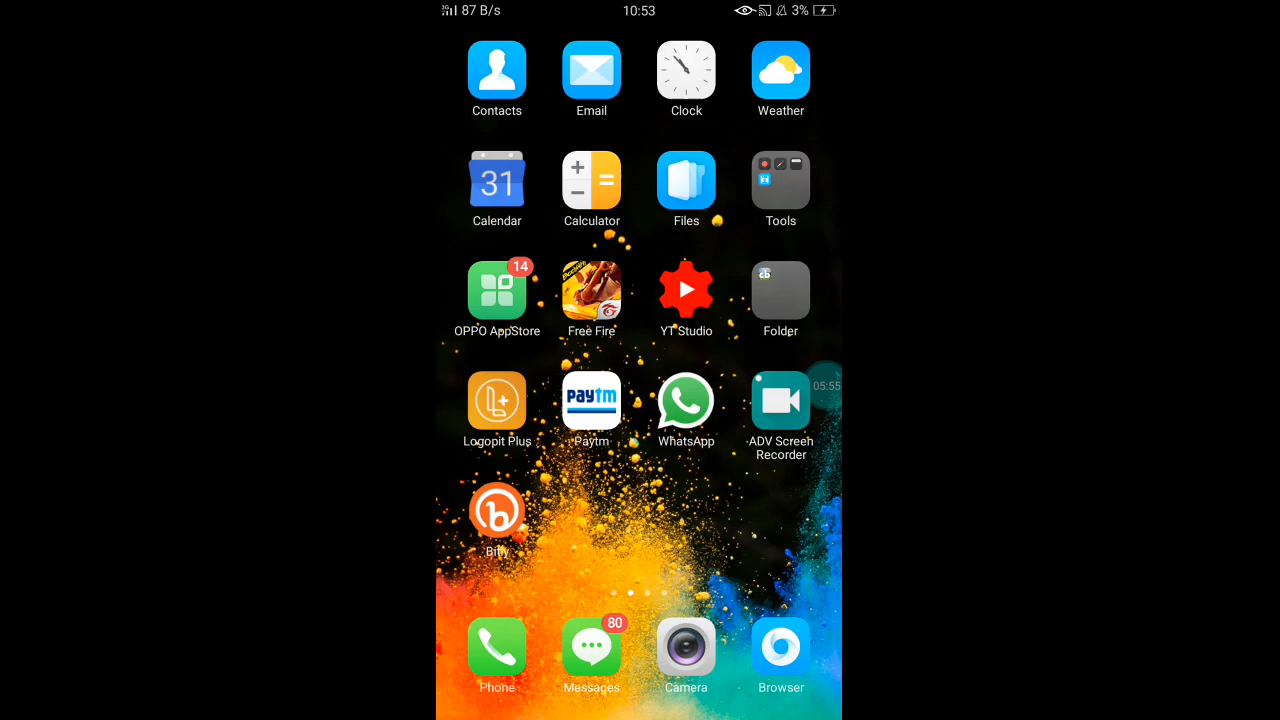 3G 87 B/s 10:53 3%
Contacts Email Clock Weather
31
Calendar Calculator Files Tools
14
OPPO AppStore Free Fire YT Studio Folder
05:55
Paytm
Logopit Plus Paytm WhatsApp ADV Screen
Recorder
b
Bitly
80
Phone Messages Camera Browser